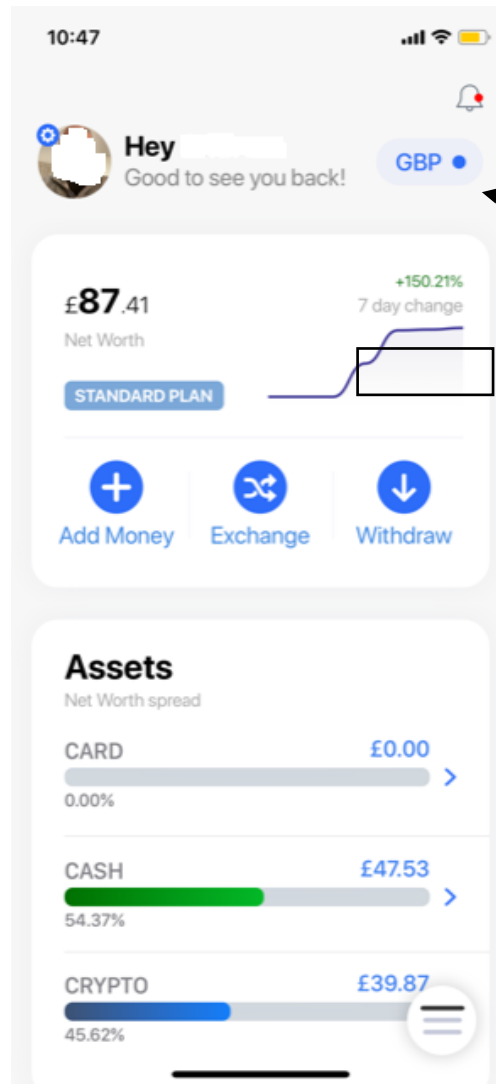 10:47
Hey
Good to see you back!
GBP
£87.41
+150.21%
7 day change
Net Worth
STANDARD PLAN
Add Money
Exchange
Withdraw
Assets
Net Worth spread
CARD
£0.00
0.00%
CASH
£47.53
54.37%
CRYPTO
£39.87
45.62%